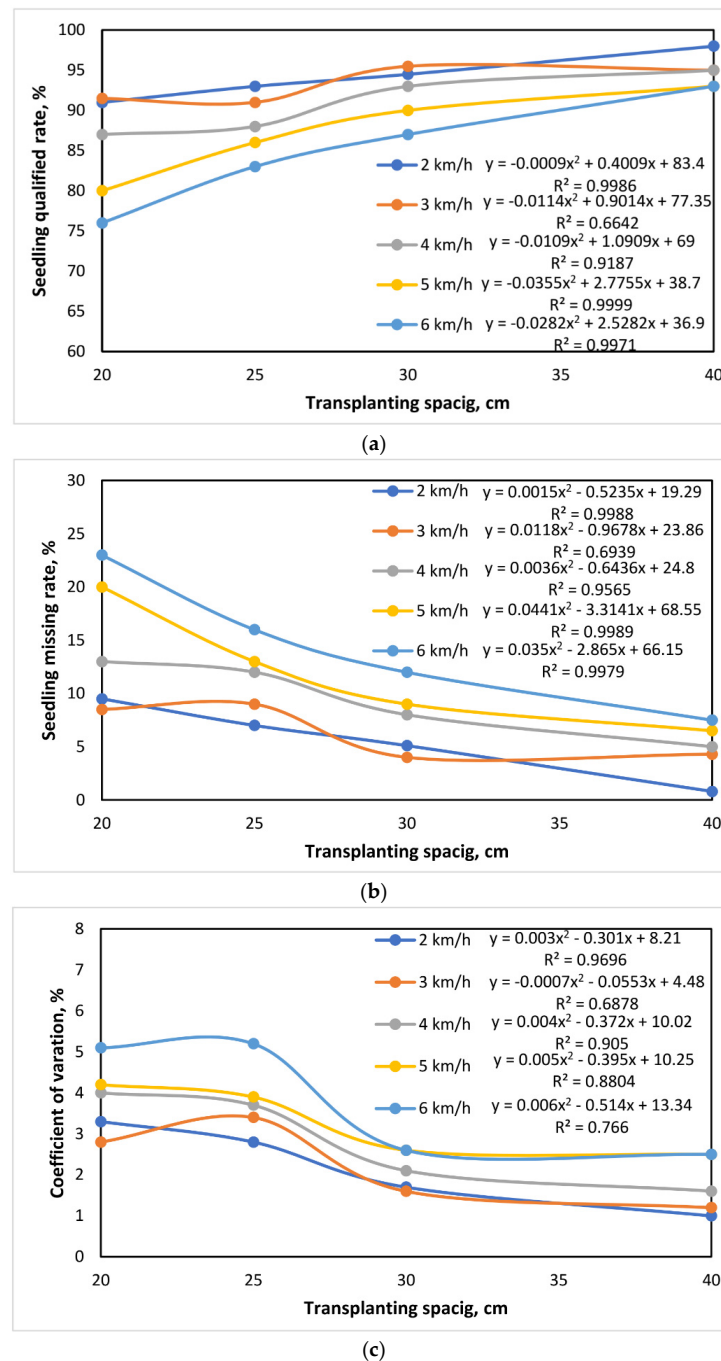 100
95
90
85
80
75
70
65
60
Seedling qualified rate, %
2 km/h y = -0.0009x² + 0.4009x + 83.4
R² = 0.9986
3 km/h y = -0.0114x² + 0.9014x + 77.35
R² = 0.6642
4 km/h y = -0.0109x² + 1.0909x + 69
R² = 0.9187
5 km/h y = -0.0355x² + 2.7755x + 38.7
R² = 0.9999
6 km/h y = -0.0282x² + 2.5282x + 36.9
R² = 0.9971
20 25 30 35 40
Transplanting spacig, cm
(a)
30
25
20
15
10
5
0
Seedling missing rate, %
2 km/h y = 0.0015x² - 0.5235x + 19.29
R² = 0.9988
3 km/h y = 0.0118x² - 0.9678x + 23.86
R² = 0.6939
4 km/h y = 0.0036x² - 0.6436x + 24.8
R² = 0.9565
5 km/h y = 0.0441x² - 3.3141x + 68.55
R² = 0.9989
6 km/h y = 0.035x² - 2.865x + 66.15
R² = 0.9979
20 25 30 35 40
Transplanting spacig, cm
(b)
8
7
6
5
4
3
2
1
0
Coefficient of varation, %
2 km/h y = 0.003x² - 0.301x + 8.21
R² = 0.9696
3 km/h y = -0.0007x² - 0.0553x + 4.48
R² = 0.6878
4 km/h y = 0.004x² - 0.372x + 10.02
R² = 0.905
5 km/h y = 0.005x² - 0.395x + 10.25
R² = 0.8804
6 km/h y = 0.006x² - 0.514x + 13.34
R² = 0.766
20 25 30 35 40
Transplanting spacig, cm
(c)